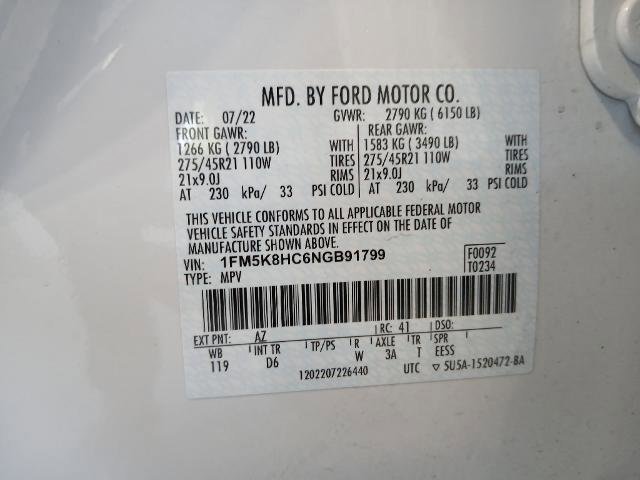 MFD. BY FORD MOTOR CO.
DATE: 07/22 GVWR: 2790 KG ( 6150 LB)
FRONT GAWR: REAR GAWR:
1266 KG ( 2790 LB) WITH 1583 KG ( 3490 LB) WITH
275/45R21 110W TIRES 275/45R21 110W TIRES
21x9.0J RIMS 21x9.0J RIMS
AT 230 kPa/ 33 PSI COLD AT 230 kPa/ 33 PSI COLD
THIS VEHICLE CONFORMS TO ALL APPLICABLE FEDERAL MOTOR
VEHICLE SAFETY STANDARDS IN EFFECT ON THE DATE OF
MANUFACTURE SHOWN ABOVE.
VIN: 1FM5K8HC6NGB91799 F0092
TYPE: MPV T0234
EXT PNT: AZ RC: 41 DSO:
WB INT TR TP/PS R AXLE TR SPR
119 D6 W 3A T EESS
1202207226440 UTC ▽ 5U5A-1520472-BA